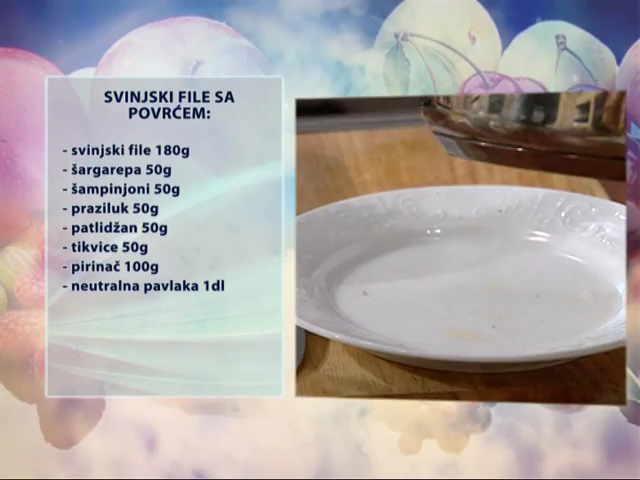 SVINJSKI FILE SA
POVRĆEM:
- svinjski file 180g
- šargarepa 50g
- šampinjoni 50g
- praziluk 50g
- patlidžan 50g
- tikvice 50g
- pirinač 100g
- neutralna pavlaka 1dl